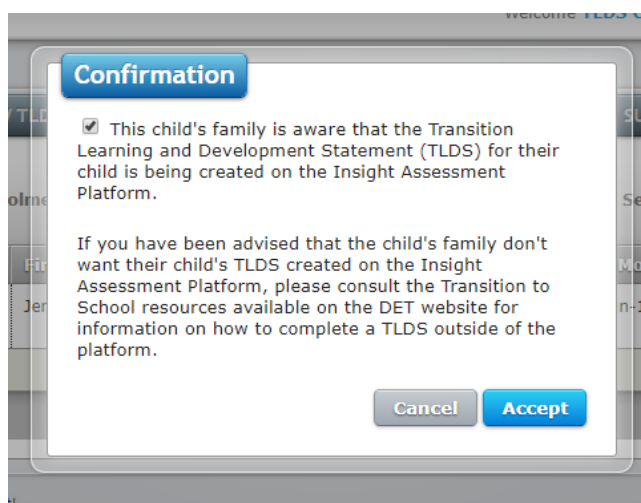 Welcome TLDS
Confirmation
TLD
This child's family is aware that the Transition
Learning and Development Statement (TLDS) for their
child is being created on the Insight Assessment
Platform.
If you have been advised that the child's family don't
want their child's TLDS created on the Insight
Assessment Platform, please consult the Transition to
School resources available on the DET website for
information on how to complete a TLDS outside of the
platform.
Cancel Accept